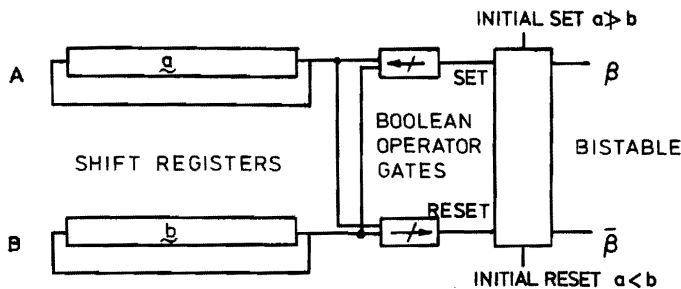 INITIAL SET a≯b
A
a
SET
β
BOOLEAN
OPERATOR
GATES
SHIFT REGISTERS
BISTABLE
B
b
RESET
β̄
INITIAL RESET a<b